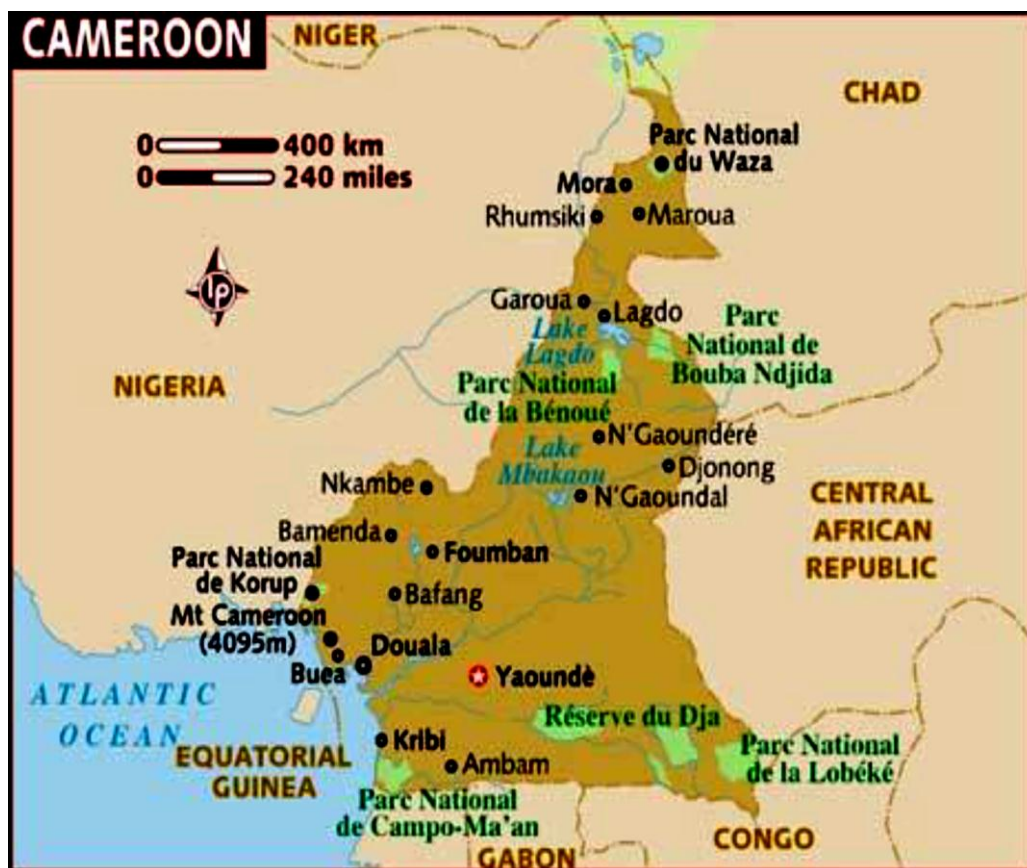 CAMEROON
NIGER
CHAD
0 400 km
0 240 miles
Parc National
du Waza
Mora
Rhumsiki
Maroua
LP
Garoua
Lagdo
Lake
Lagdo
Parc
National de
Bouba Ndjida
NIGERIA
Parc National
de la Bénoué
N'Gaoundéré
Lake
Mbakaou
Djonong
Nkambe
N'Gaoundal
CENTRAL
AFRICAN
REPUBLIC
Bamenda
Foumban
Parc National
de Korup
Bafang
Mt Cameroon
(4095m)
Douala
Buea
Yaoundè
ATLANTIC
OCEAN
Réserve du Dja
Kribi
EQUATORIAL
GUINEA
Ambam
Parc National
de la Lobéké
Parc National
de Campo-Ma'an
CONGO
GABON